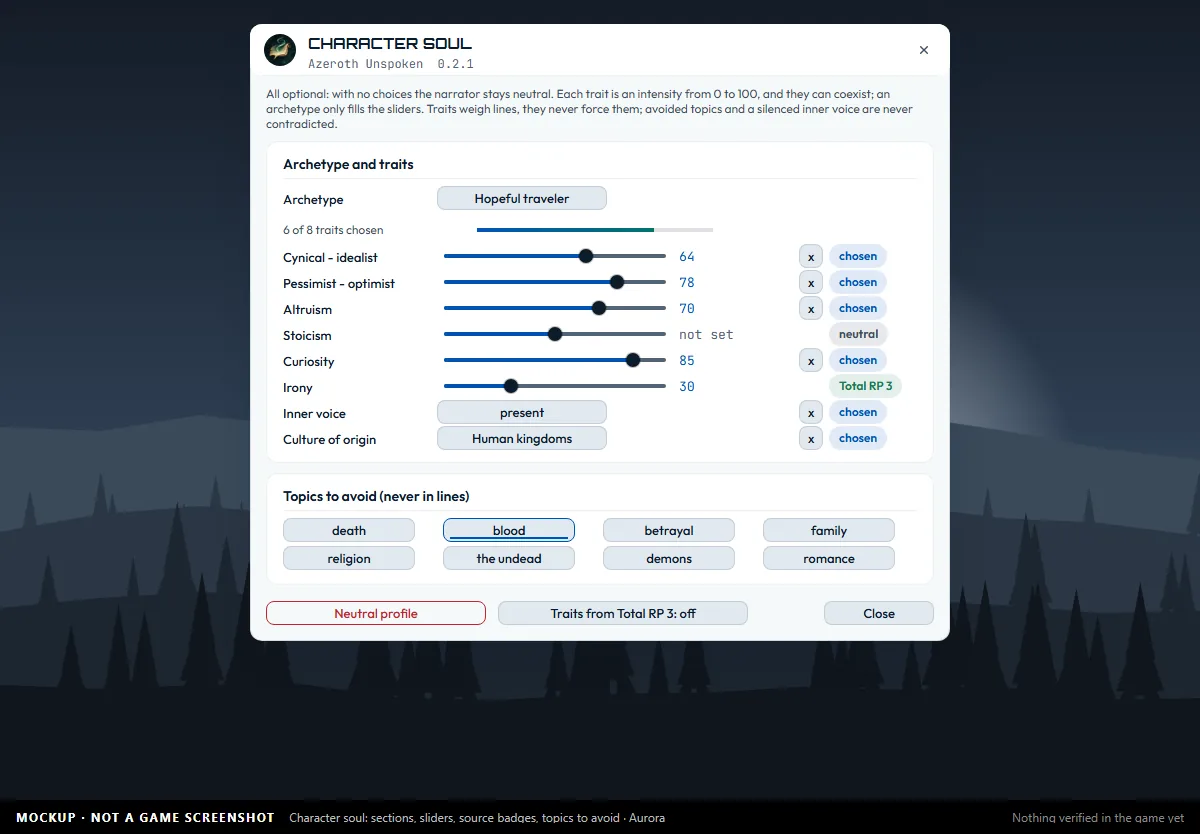 CHARACTER SOUL
Azeroth Unspoken 0.2.1
×
All optional: with no choices the narrator stays neutral. Each trait is an intensity from 0 to 100, and they can coexist; an
archetype only fills the sliders. Traits weigh lines, they never force them; avoided topics and a silenced inner voice are never
contradicted.
Archetype and traits
Archetype Hopeful traveler
6 of 8 traits chosen
Cynical - idealist 64 x chosen
Pessimist - optimist 78 x chosen
Altruism 70 x chosen
Stoicism not set neutral
Curiosity 85 x chosen
Irony 30 Total RP 3
Inner voice present x chosen
Culture of origin Human kingdoms x chosen
Topics to avoid (never in lines)
death blood betrayal family
religion the undead demons romance
Neutral profile Traits from Total RP 3: off Close
MOCKUP · NOT A GAME SCREENSHOT Character soul: sections, sliders, source badges, topics to avoid · Aurora Nothing verified in the game yet